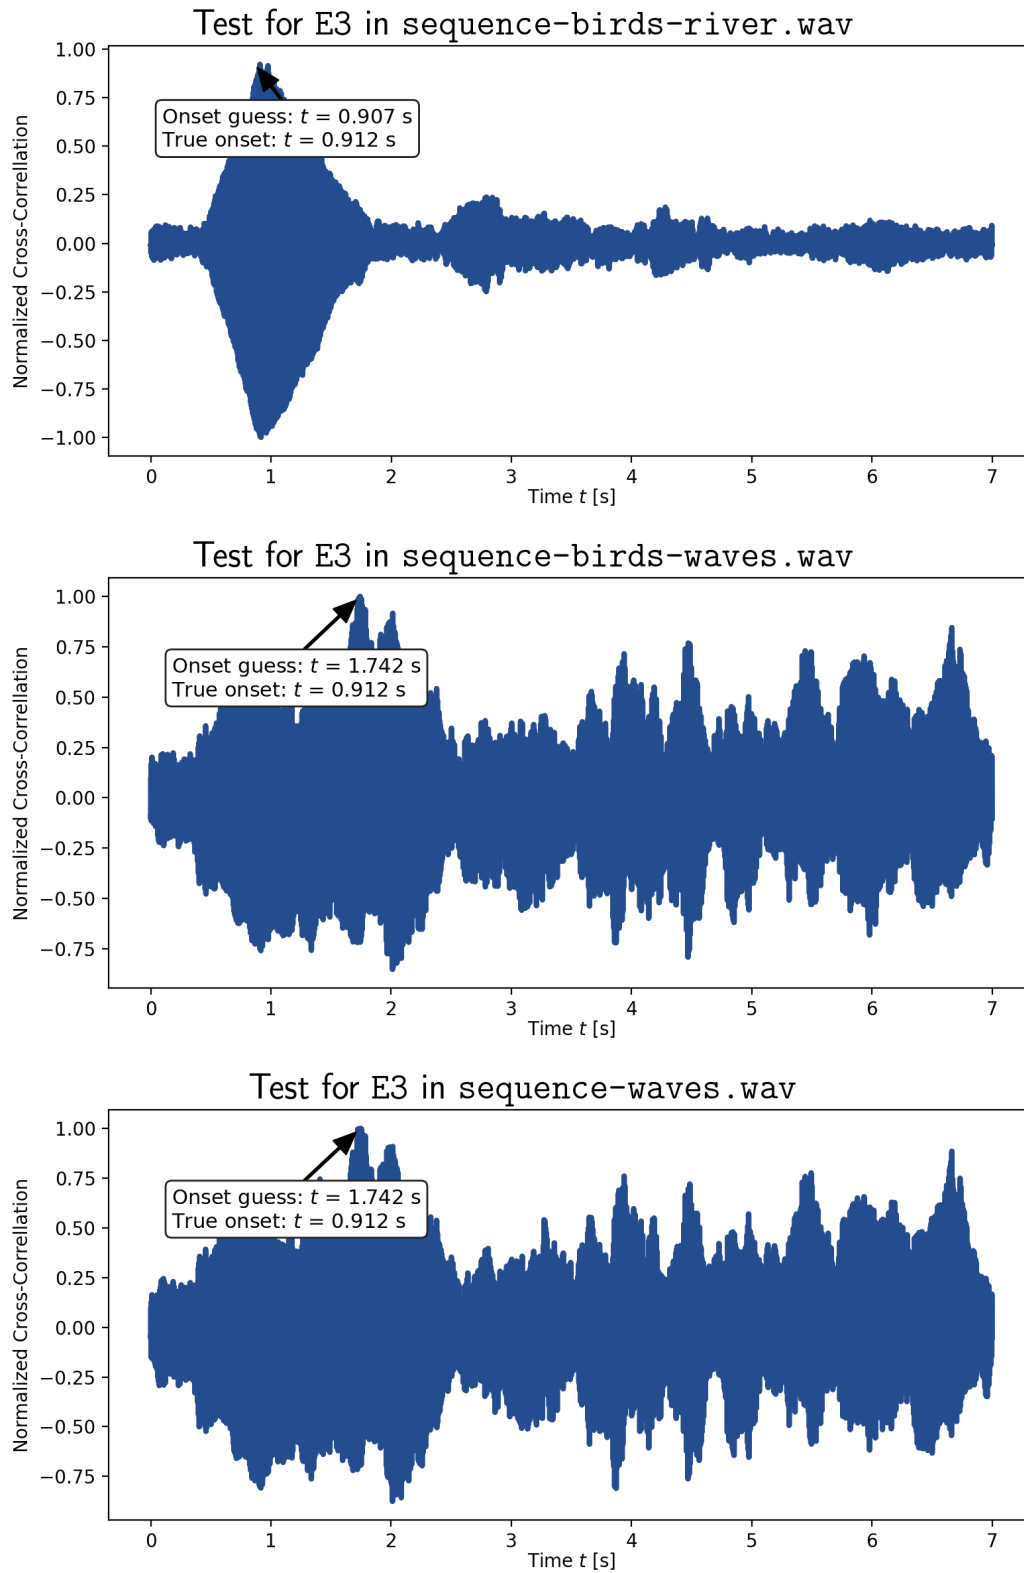 Test for E3 in sequence-birds-river.wav
1.00
0.75
0.50
0.25
0.00
−0.25
−0.50
−0.75
−1.00
Normalized Cross-Correllation
Onset guess: t = 0.907 s
True onset: t = 0.912 s
0 1 2 3 4 5 6 7
Time t [s]
Test for E3 in sequence-birds-waves.wav
1.00
0.75
0.50
0.25
0.00
−0.25
−0.50
−0.75
Normalized Cross-Correllation
Onset guess: t = 1.742 s
True onset: t = 0.912 s
0 1 2 3 4 5 6 7
Time t [s]
Test for E3 in sequence-waves.wav
1.00
0.75
0.50
0.25
0.00
−0.25
−0.50
−0.75
Normalized Cross-Correllation
Onset guess: t = 1.742 s
True onset: t = 0.912 s
0 1 2 3 4 5 6 7
Time t [s]